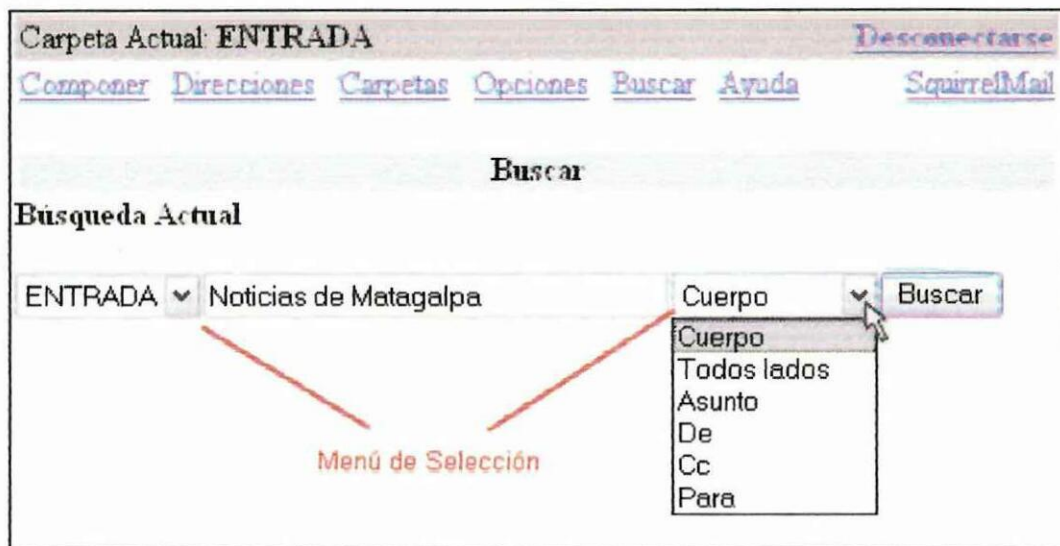 Carpeta Actual: ENTRADA Desconectarse
Componer Direcciones Carpetas Opciones Buscar Ayuda SquirrelMail
Buscar
Búsqueda Actual
ENTRADA Noticias de Matagalpa Cuerpo Buscar
Cuerpo
Todos lados
Asunto
De
Cc
Para
Menú de Selección